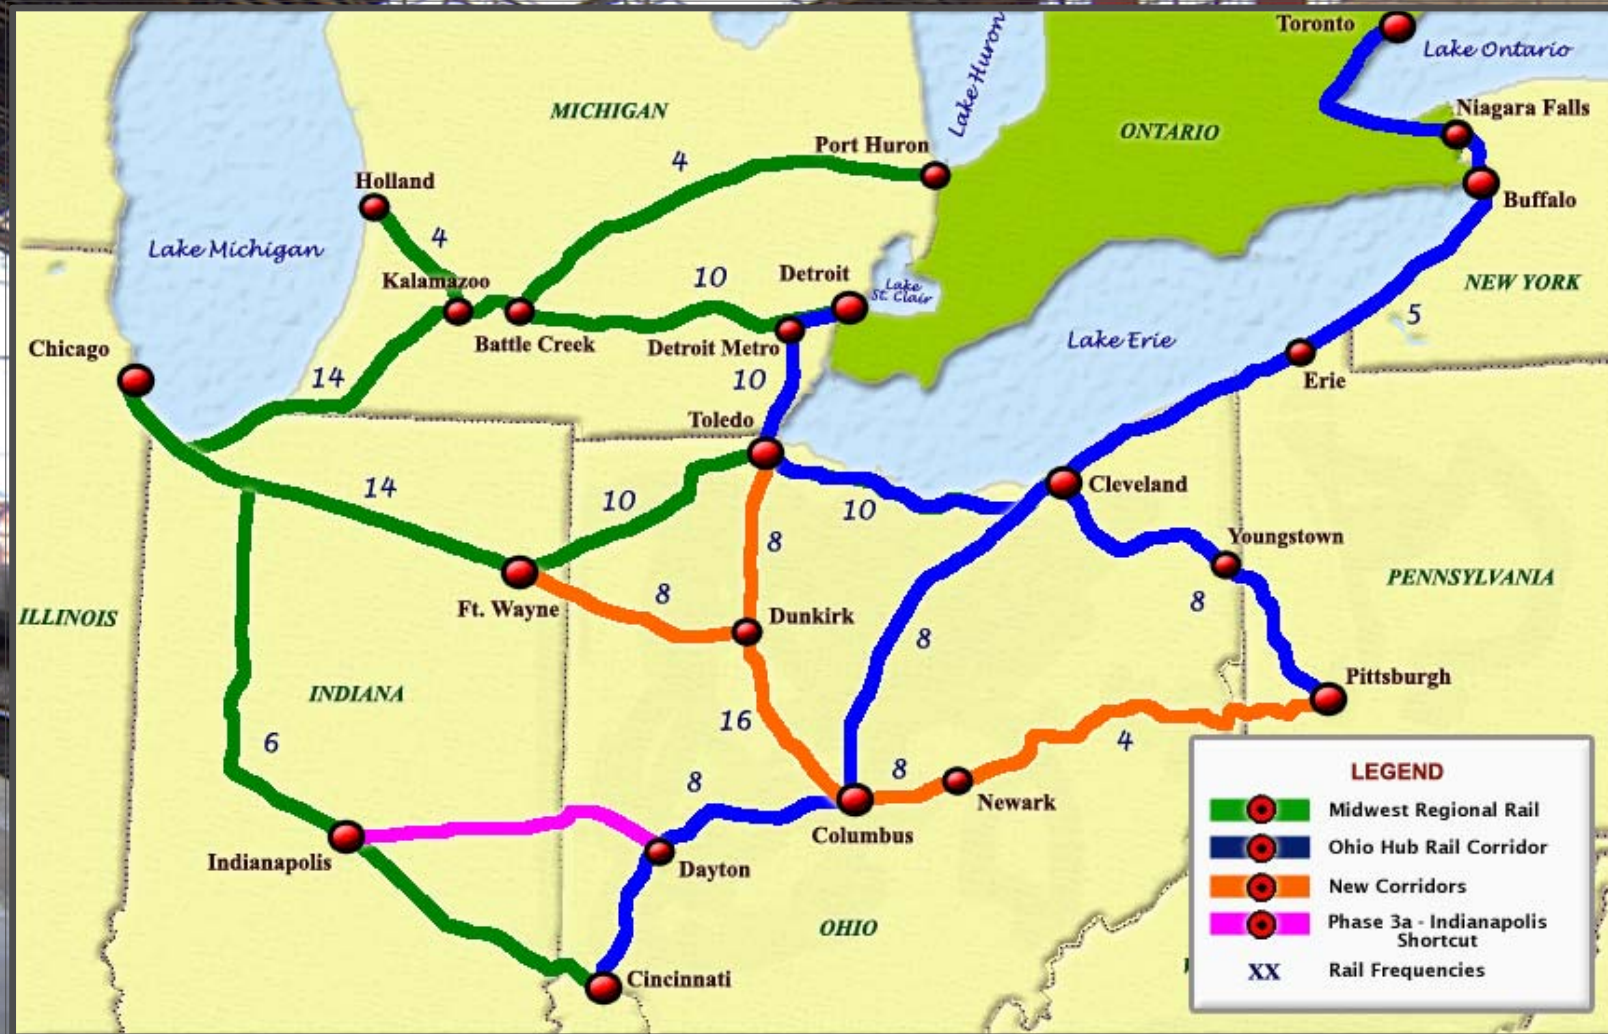 Toronto
Lake Ontario
MICHIGAN
Lake Huron
ONTARIO
Niagara Falls
Port Huron
4
Holland
Buffalo
Lake Michigan
4
Kalamazoo
10
Detroit
Lake
St. Clair
NEW YORK
5
Chicago
Battle Creek
Detroit Metro
Lake Erie
14
10
Erie
Toledo
14
10
10
Cleveland
8
Youngstown
PENNSYLVANIA
ILLINOIS
Ft. Wayne
8
Dunkirk
8
8
INDIANA
Pittsburgh
16
6
4
8
8
Newark
Columbus
Indianapolis
Dayton
OHIO
Cincinnati
LEGEND
Midwest Regional Rail
Ohio Hub Rail Corridor
New Corridors
Phase 3a - Indianapolis
Shortcut
XX Rail Frequencies